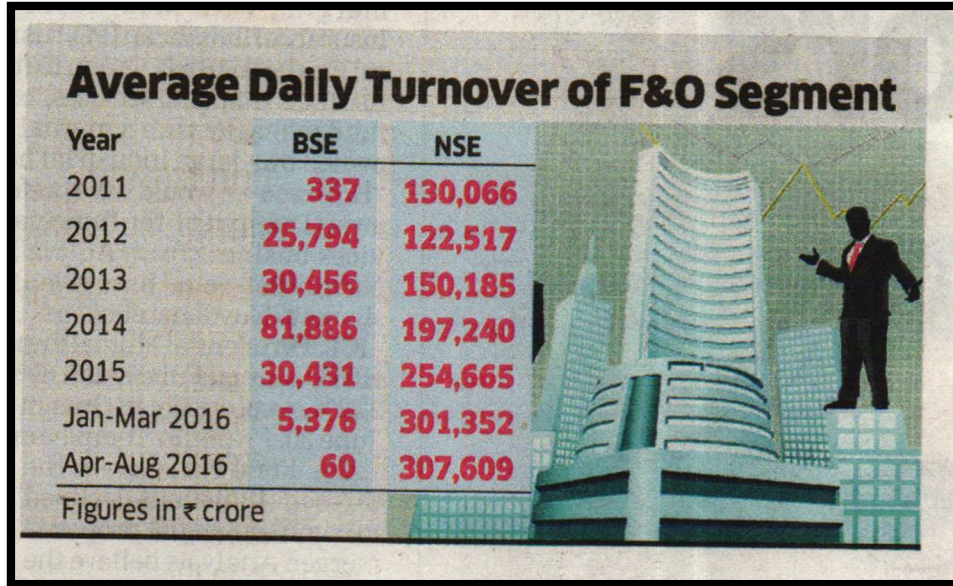 Average Daily Turnover of F&O Segment
Year BSE NSE
2011 337 130,066
2012 25,794 122,517
2013 30,456 150,185
2014 81,886 197,240
2015 30,431 254,665
Jan-Mar 2016 5,376 301,352
Apr-Aug 2016 60 307,609
Figures in ₹ crore